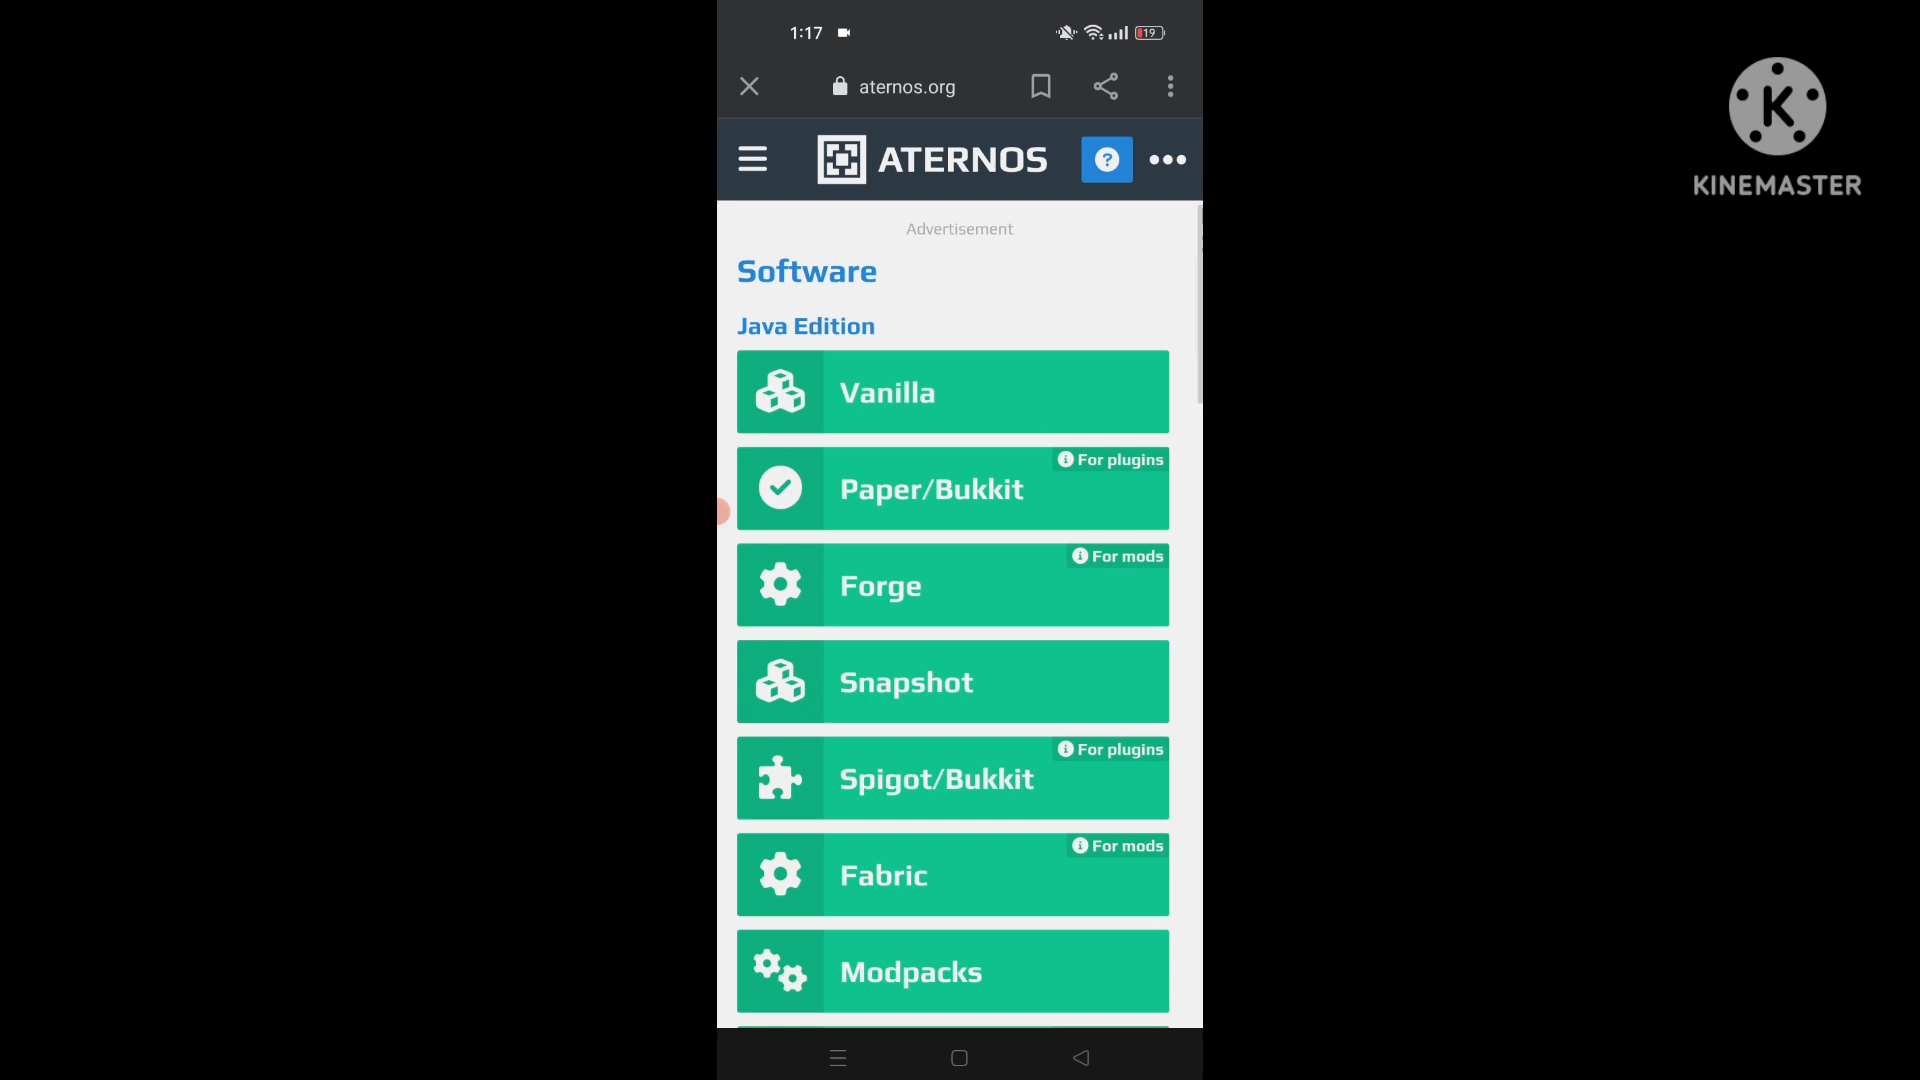 1:17
19
aternos.org
K
KINEMASTER
ATERNOS
?
Advertisement
Software
Java Edition
Vanilla
For plugins
Paper/Bukkit
For mods
Forge
Snapshot
For plugins
Spigot/Bukkit
For mods
Fabric
Modpacks